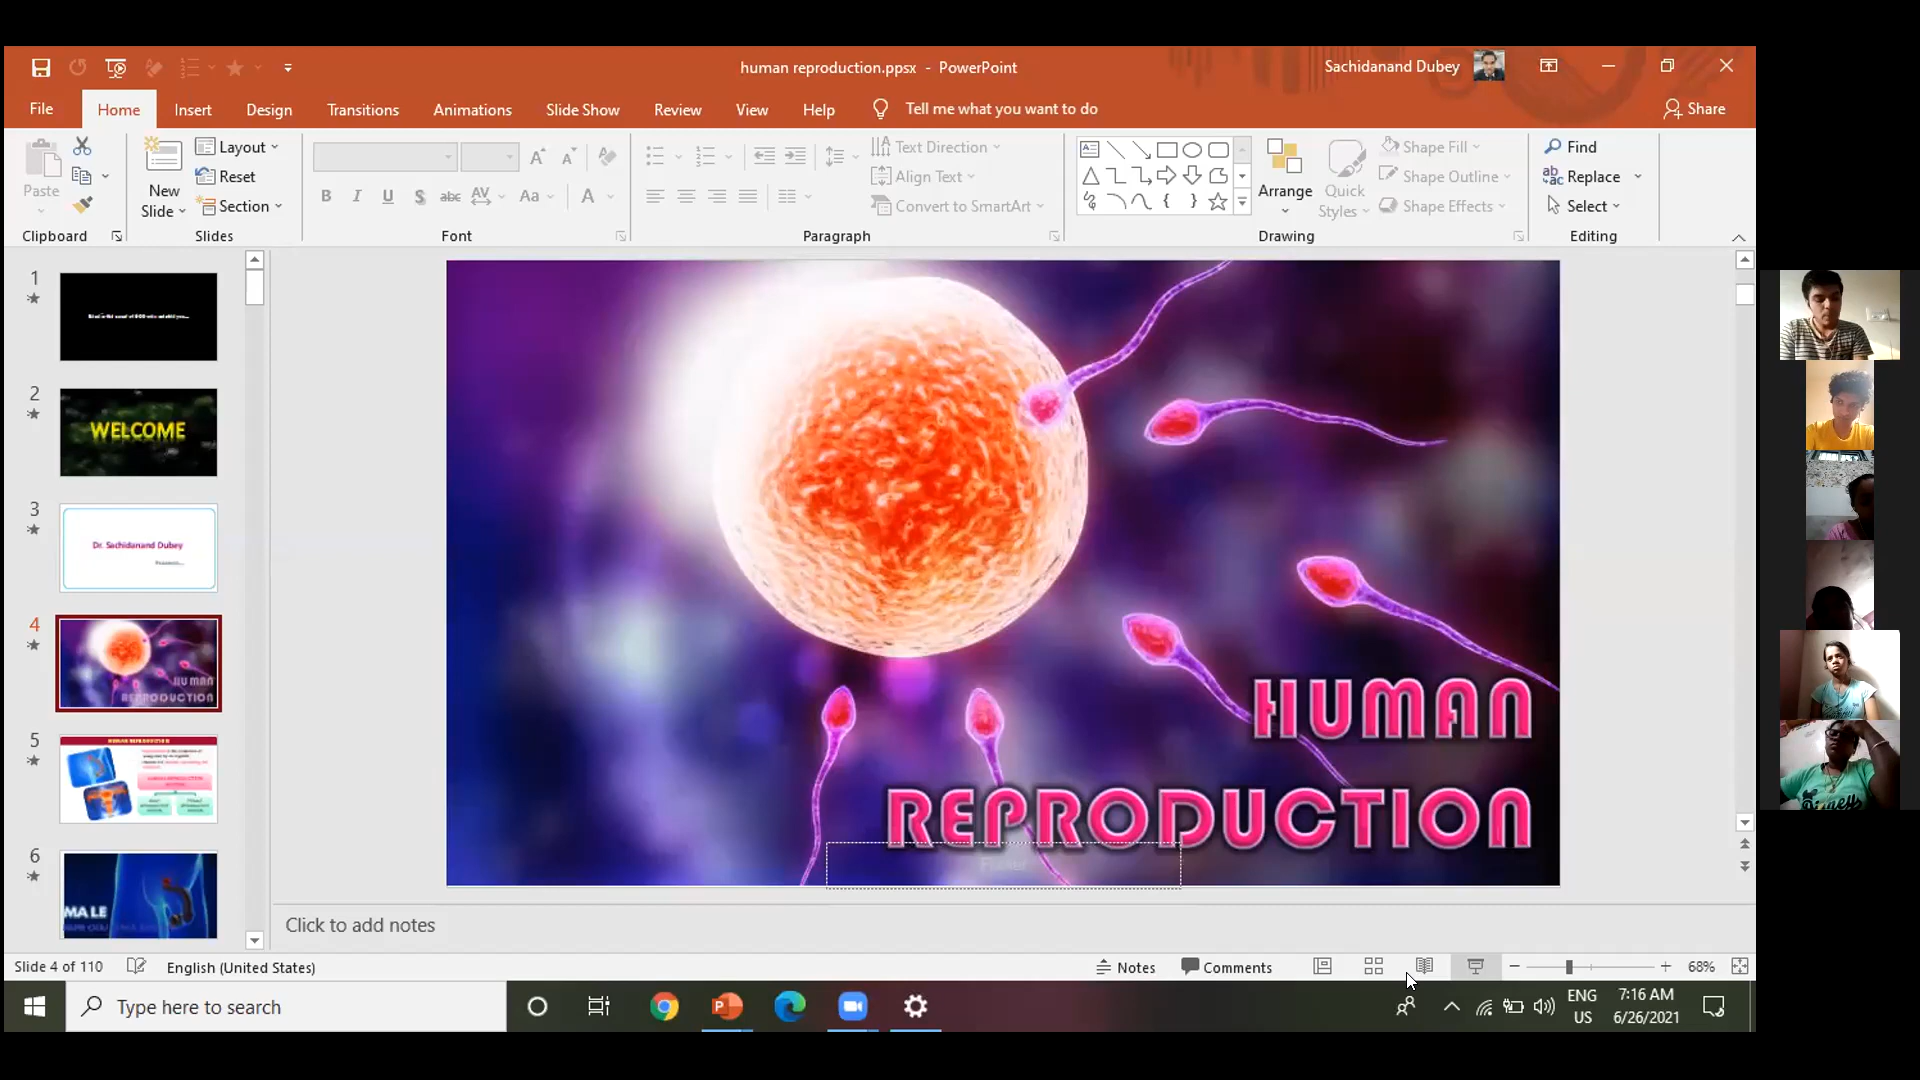 human reproduction.ppsx - PowerPoint
Sachidanand Dubey
File
Home
Insert
Design
Transitions
Animations
Slide Show
Review
View
Help
Tell me what you want to do
Share
Paste
New
Slide
Layout
Reset
Section
Text Direction
Align Text
Convert to SmartArt
Arrange
Quick
Styles
Shape Fill
Shape Outline
Shape Effects
Find
Replace
Select
Clipboard
Slides
Font
Paragraph
Drawing
Editing
1
2
WELCOME
3
Dr. Sachidanand Dubey
4
HUMAN
REPRODUCTION
5
HUMAN REPRODUCTION
6
MALE
HUMAN
REPRODUCTION
Click to add notes
Slide 4 of 110
English (United States)
Notes
Comments
68%
Type here to search
ENG
US
7:16 AM
6/26/2021